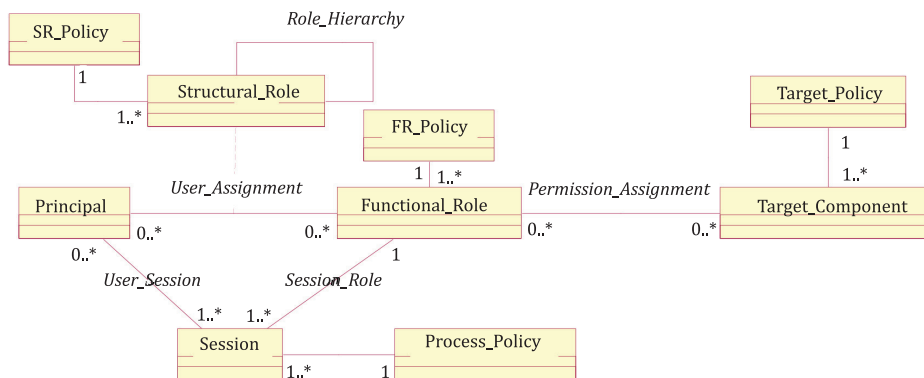 Role_Hierarchy
SR_Policy
1
Structural_Role
1..*
Target_Policy
FR_Policy
1
1
1..*
1..*
User_Assignment
Permission_Assignment
Principal
Functional_Role
Target_Component
0..*
0..*
0..*
0..*
0..*
1
User_Session
Session_Role
1..*
1..*
Session
Process_Policy
1..*
1